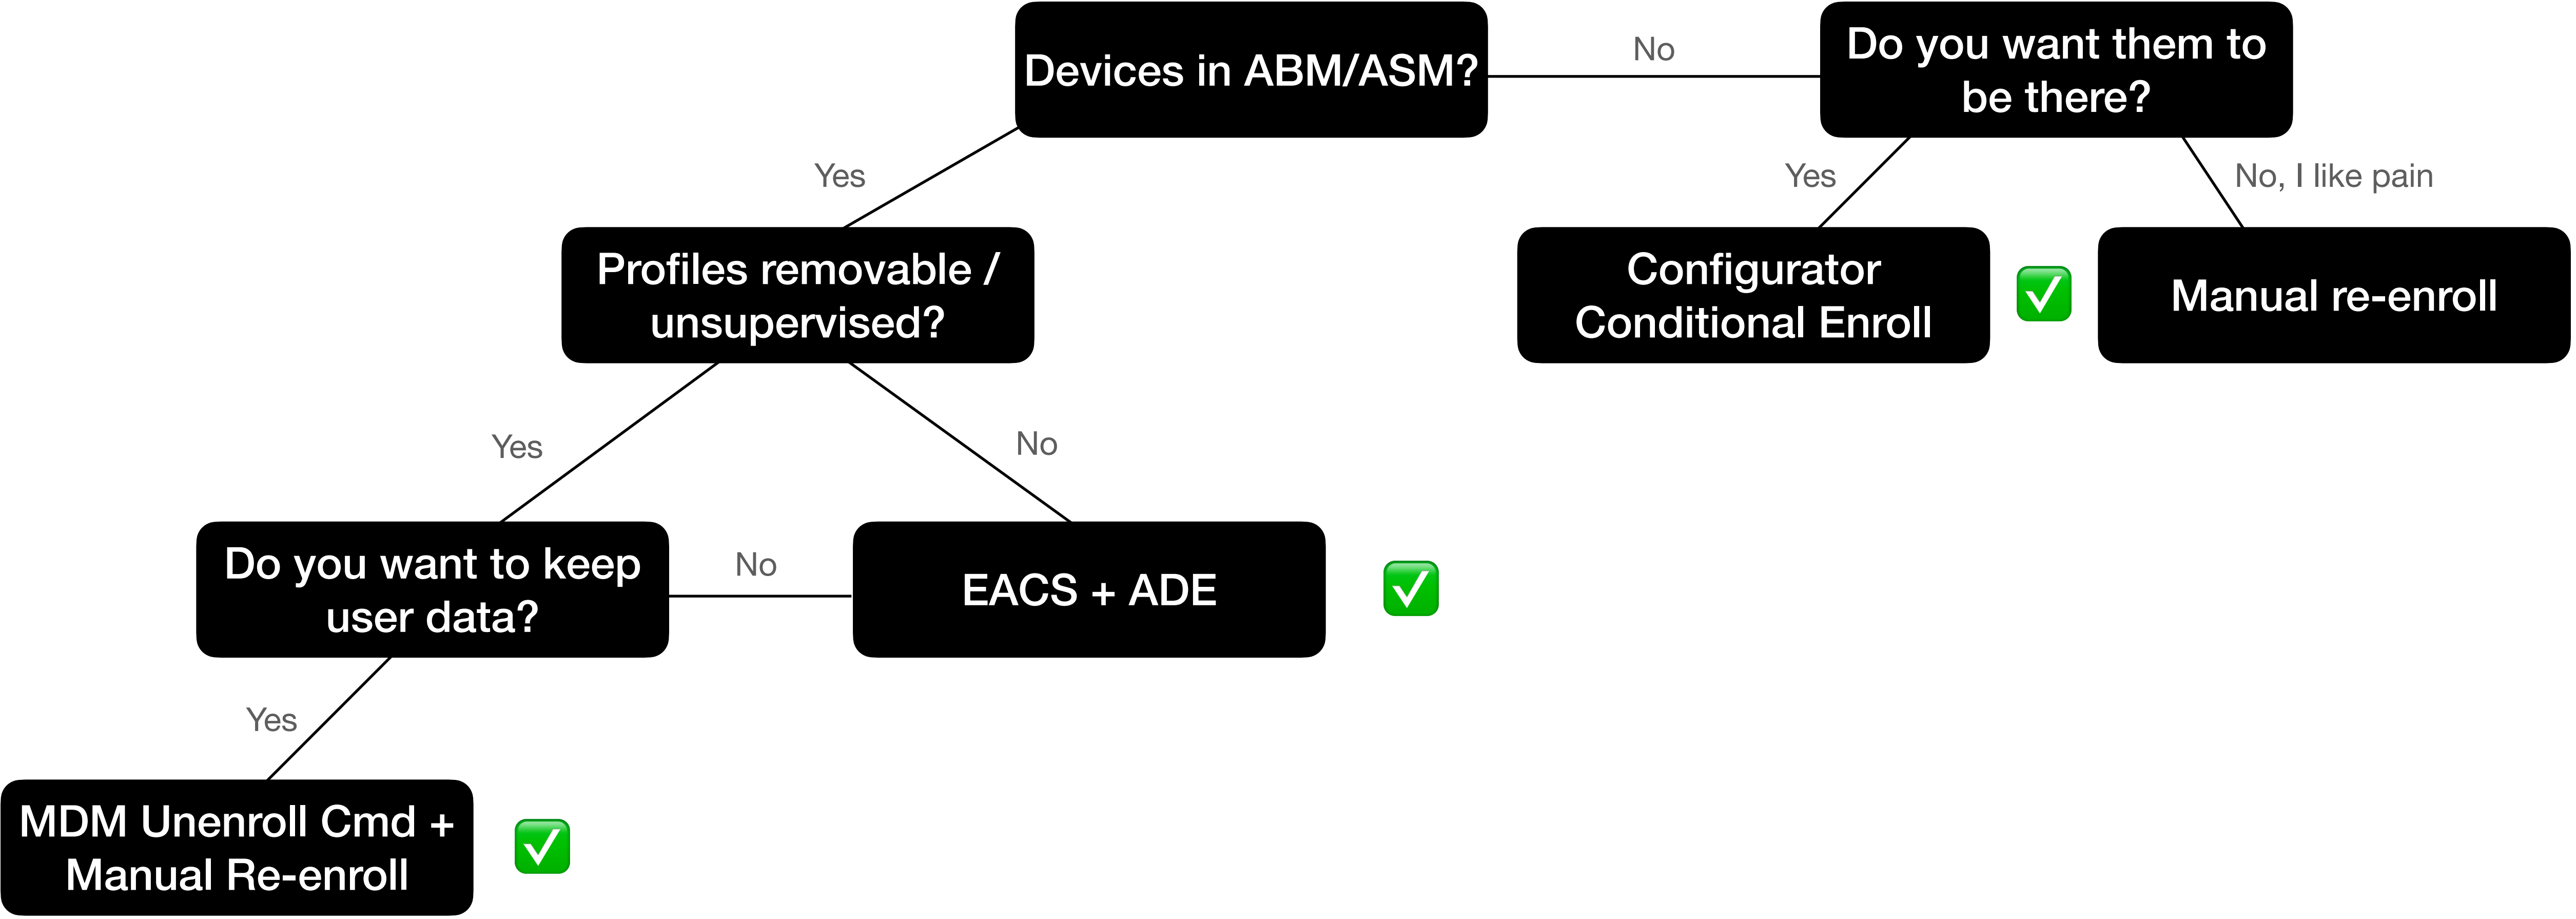 Devices in ABM/ASM?
No
Do you want them to
be there?
Yes
Yes
No, I like pain
Profiles removable /
unsupervised?
Configurator
Conditional Enroll
✅
Manual re-enroll
Yes
No
Do you want to keep
user data?
No
EACS + ADE
✅
Yes
MDM Unenroll Cmd +
Manual Re-enroll
✅